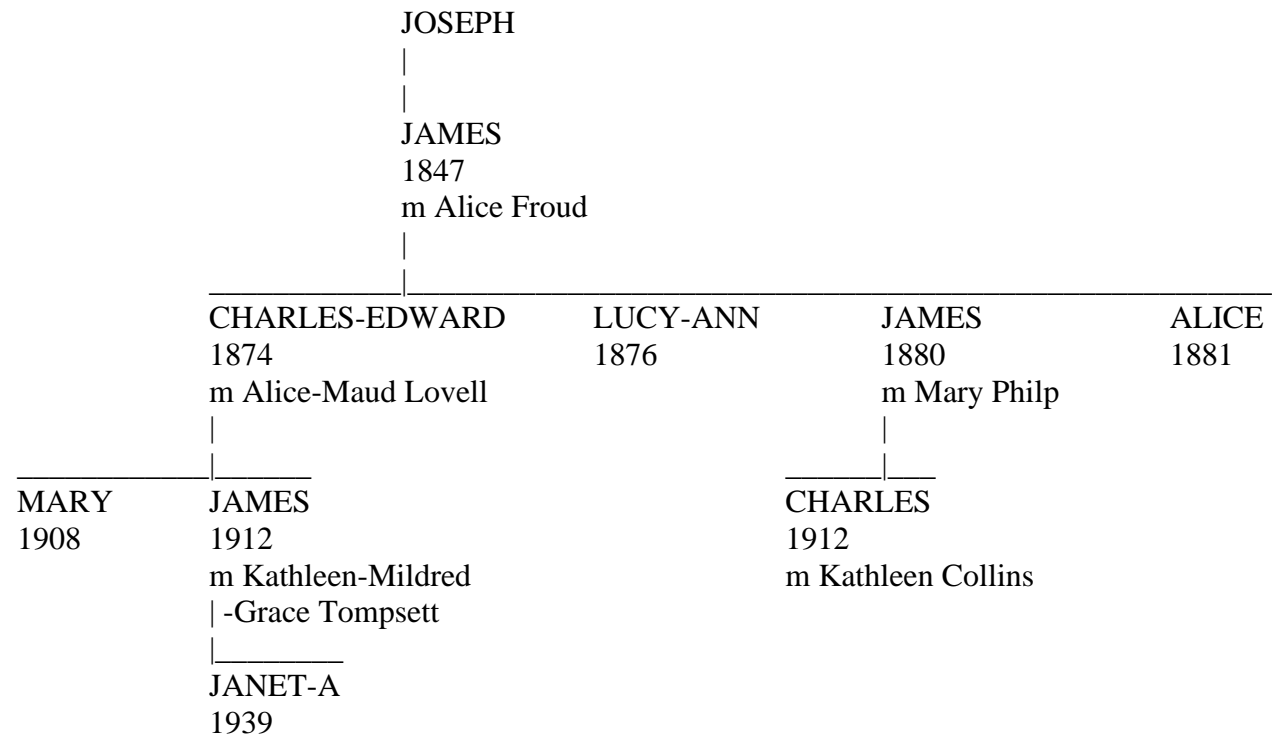 JOSEPH
JAMES
1847
m Alice Froud
CHARLES-EDWARD LUCY-ANN JAMES ALICE
1874 1876 1880 1881
m Alice-Maud Lovell m Mary Philp
MARY JAMES CHARLES
1908 1912 1912
m Kathleen-Mildred m Kathleen Collins
-Grace Tompsett
JANET-A
1939